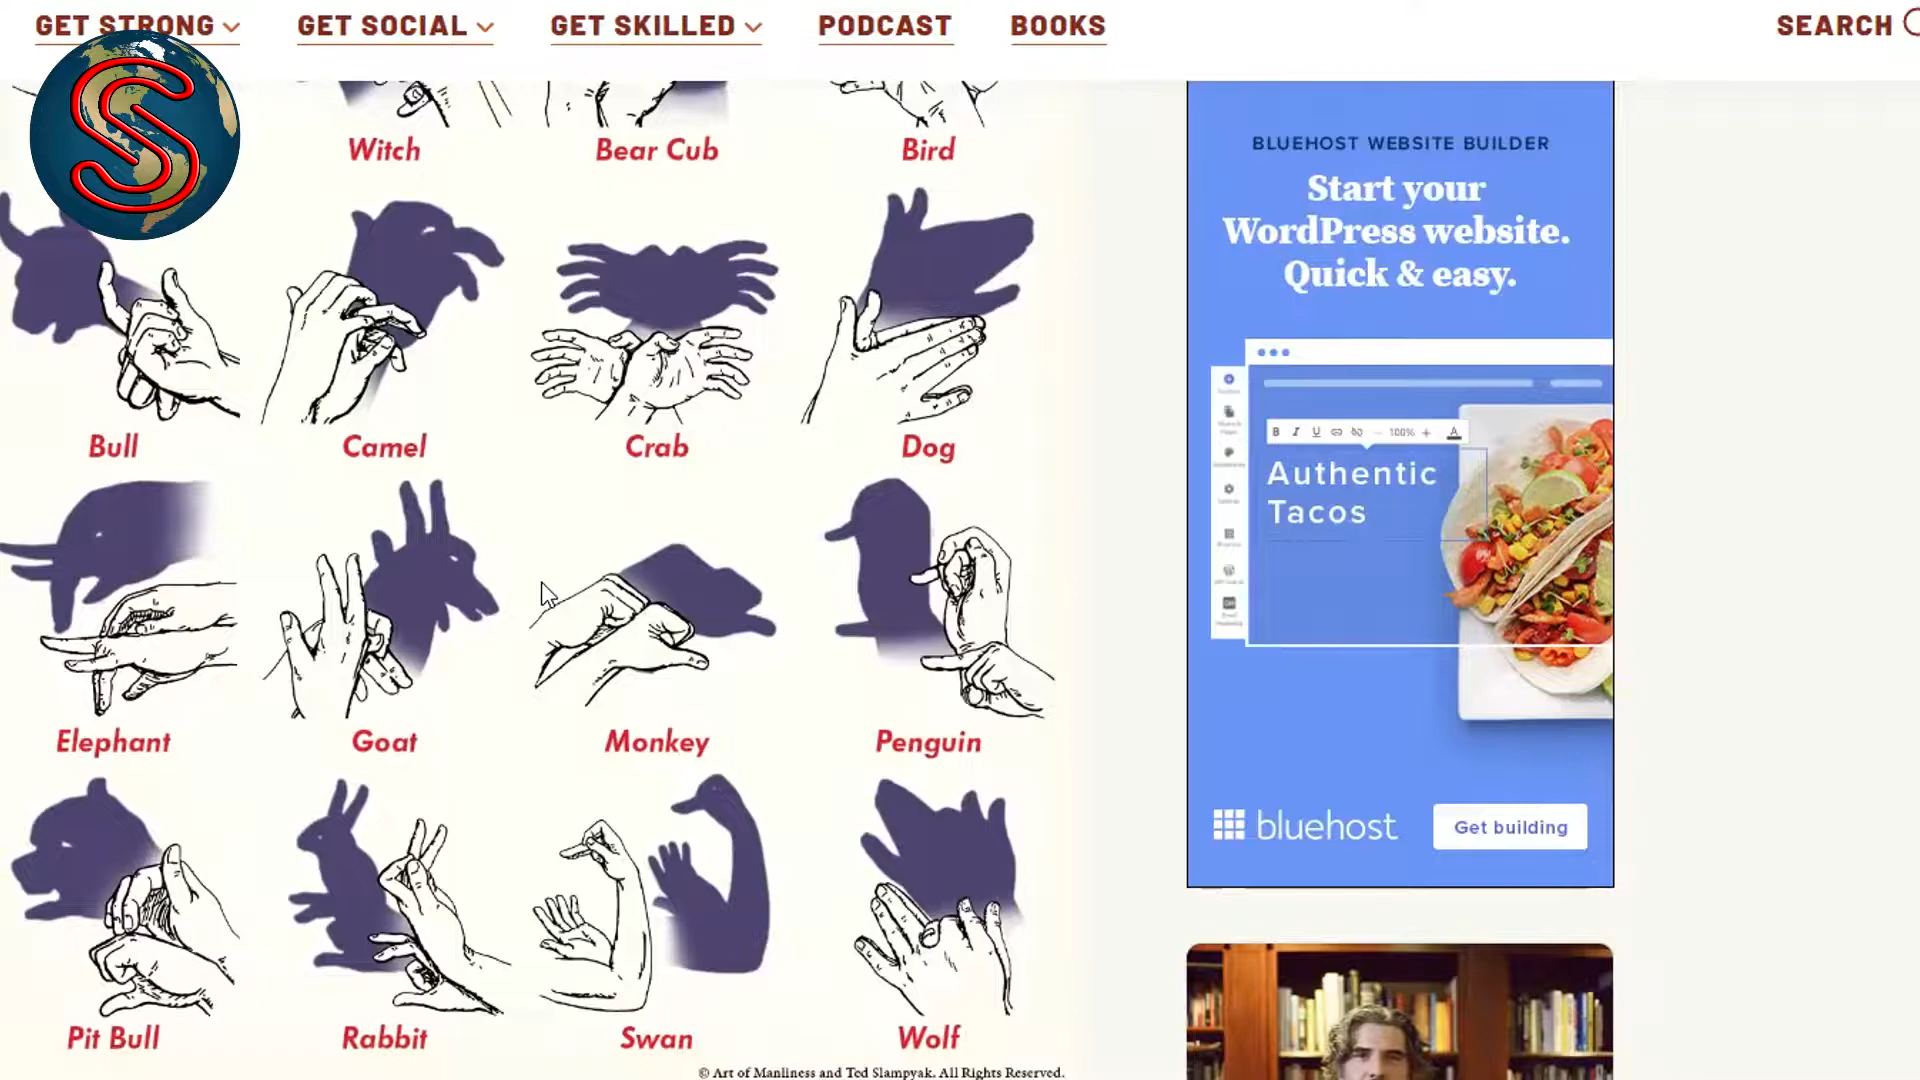 GET STRONG
GET SOCIAL
GET SKILLED
PODCAST
BOOKS
SEARCH
S
Witch
Bear Cub
Bird
Bull
Camel
Crab
Dog
Elephant
Goat
Monkey
Penguin
Pit Bull
Rabbit
Swan
Wolf
© Art of Manliness and Ted Slampyak. All Rights Reserved.
BLUEHOST WEBSITE BUILDER
Start your
WordPress website.
Quick & easy.
B I U 100% + A
Authentic
Tacos
bluehost
Get building